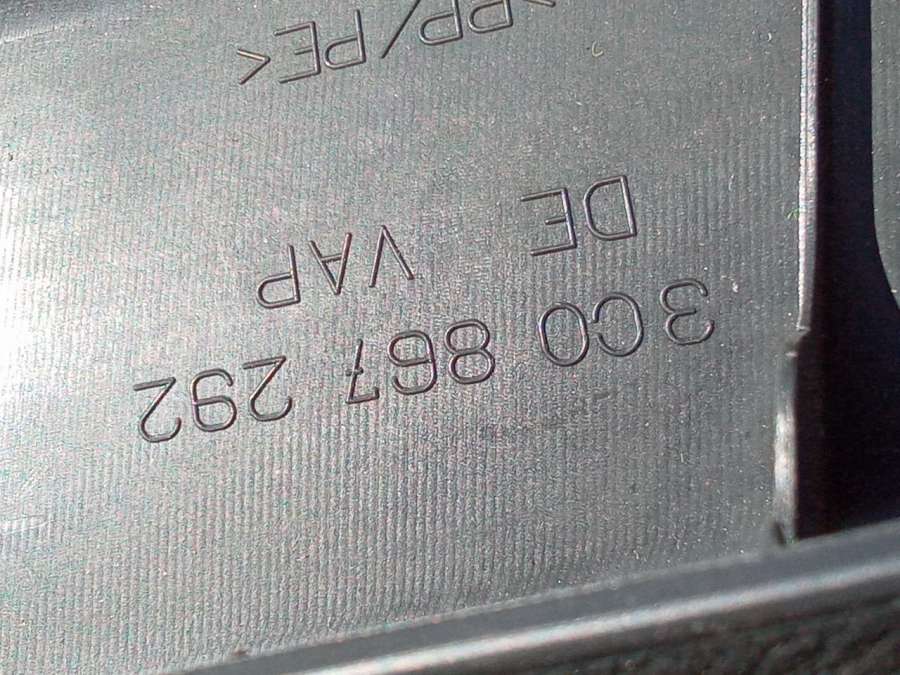 3C0 867 292
DE VAP
>PP/PE<